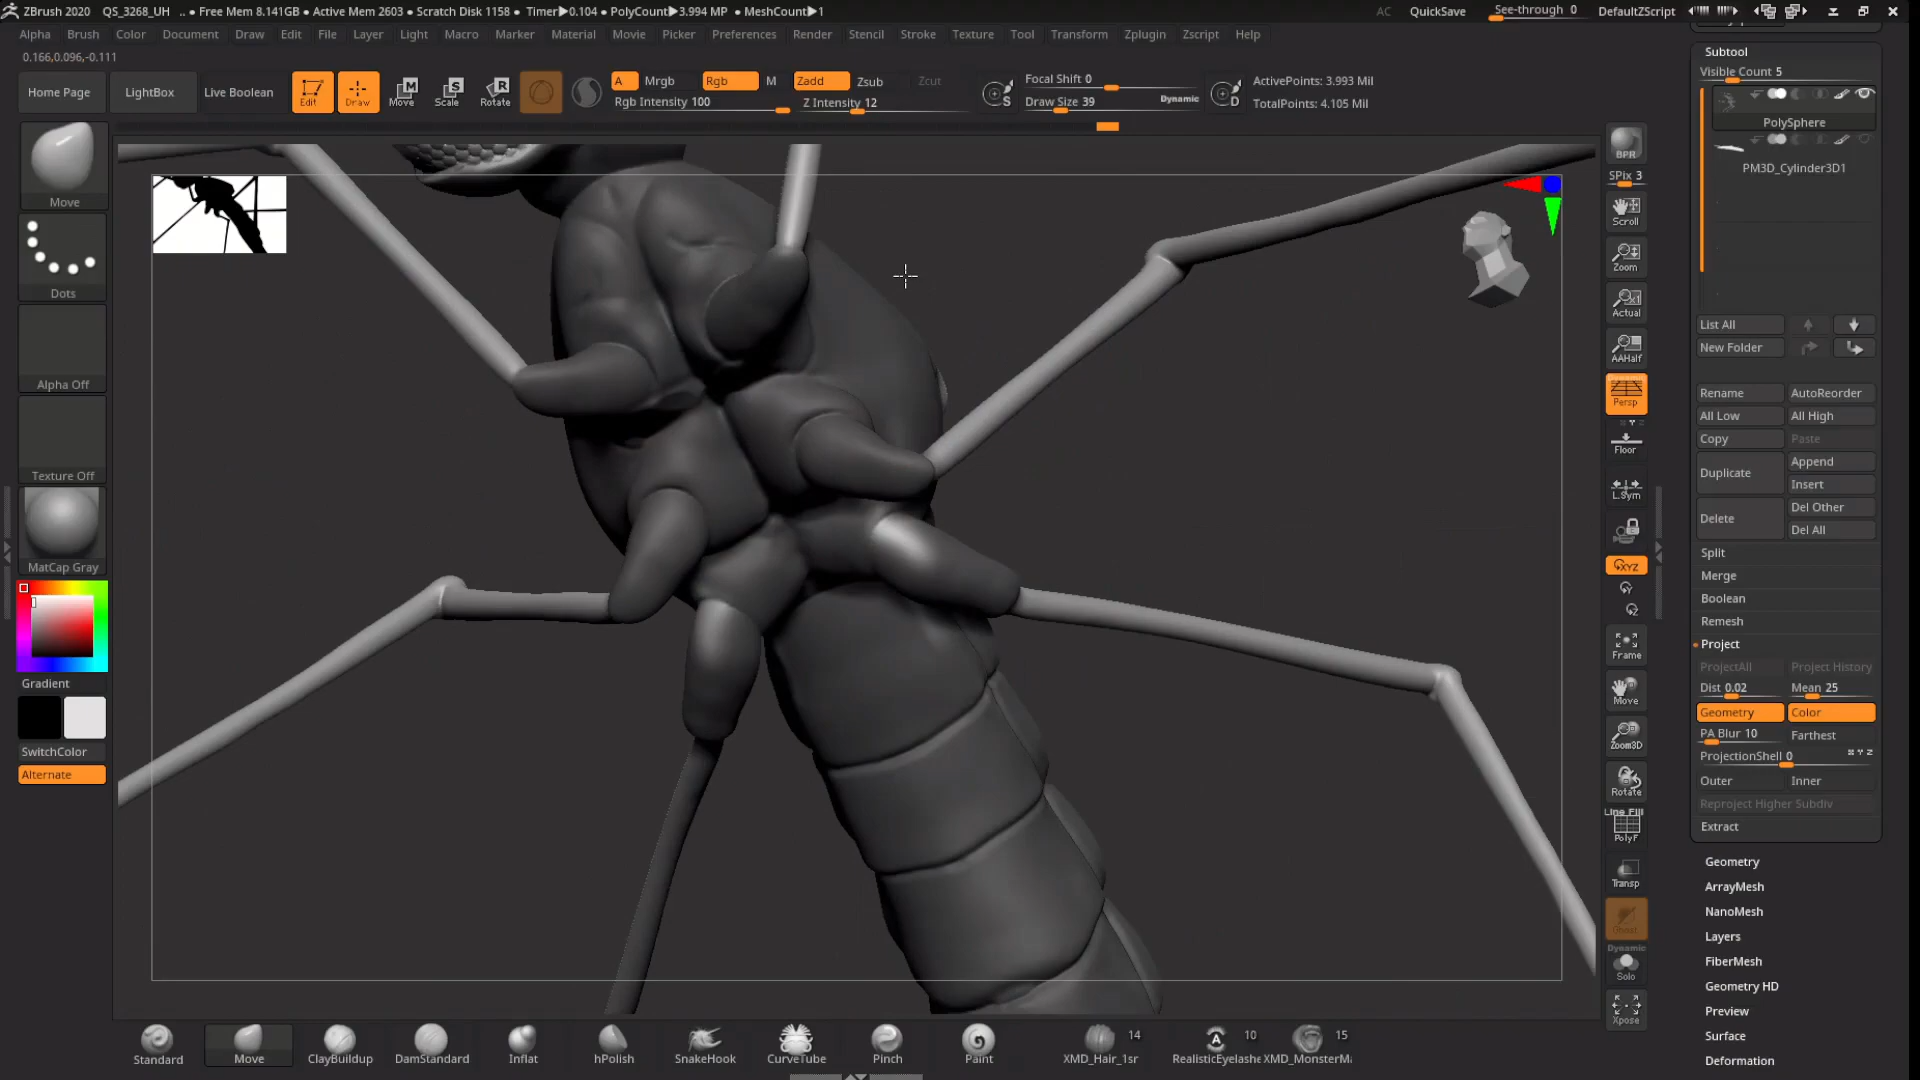 ZBrush 2020 QS_3268_UH .. ● Free Mem 8.141GB ● Active Mem 2603 ● Scratch Disk 1158 ● Timer▶0.104 ● PolyCount▶3.994 MP ● MeshCount▶1 AC QuickSave See-through 0 DefaultZScript
Alpha Brush Color Document Draw Edit File Layer Light Macro Marker Material Movie Picker Preferences Render Stencil Stroke Texture Tool Transform Zplugin Zscript Help
0.166,0.096,-0.111
Home Page LightBox Live Boolean Edit Draw Move Scale Rotate
A Mrgb Rgb M Zadd Zsub Zcut
Rgb Intensity 100 Z Intensity 12
S Focal Shift 0
Draw Size 39 Dynamic
D ActivePoints: 3.993 Mil
TotalPoints: 4.105 Mil
Move
Dots
Alpha Off
Texture Off
MatCap Gray
Gradient
SwitchColor
Alternate
BPR
SPix 3
Scroll
Zoom
Actual
AAHalf
Persp
Floor
L.Sym
XYZ
Frame
Move
Zoom3D
Rotate
Line Fill
PolyF
Transp
Ghost
Dynamic
Solo
Xpose
Subtool
Visible Count 5
PolySphere
PM3D_Cylinder3D1
List All
New Folder
Rename AutoReorder
All Low All High
Copy Paste
Duplicate Append
Insert
Delete Del Other
Del All
Split
Merge
Boolean
Remesh
Project
ProjectAll Project History
Dist 0.02 Mean 25
Geometry Color
PA Blur 10 Farthest
ProjectionShell 0
Outer Inner
Reproject Higher Subdiv
Extract
Geometry
ArrayMesh
NanoMesh
Layers
FiberMesh
Geometry HD
Preview
Surface
Deformation
Standard Move ClayBuildup DamStandard Inflat hPolish SnakeHook CurveTube Pinch Paint
14 XMD_Hair_1sr
10 RealisticEyelashe
15 XMD_MonsterMa